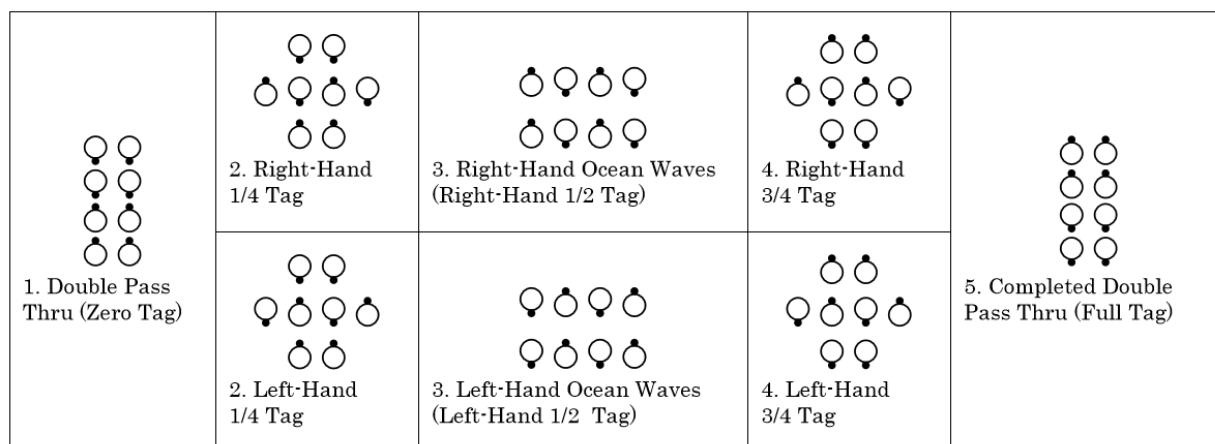 1. Double Pass
Thru (Zero Tag)
2. Right-Hand
1/4 Tag
2. Left-Hand
1/4 Tag
3. Right-Hand Ocean Waves
(Right-Hand 1/2 Tag)
3. Left-Hand Ocean Waves
(Left-Hand 1/2 Tag)
4. Right-Hand
3/4 Tag
4. Left-Hand
3/4 Tag
5. Completed Double
Pass Thru (Full Tag)